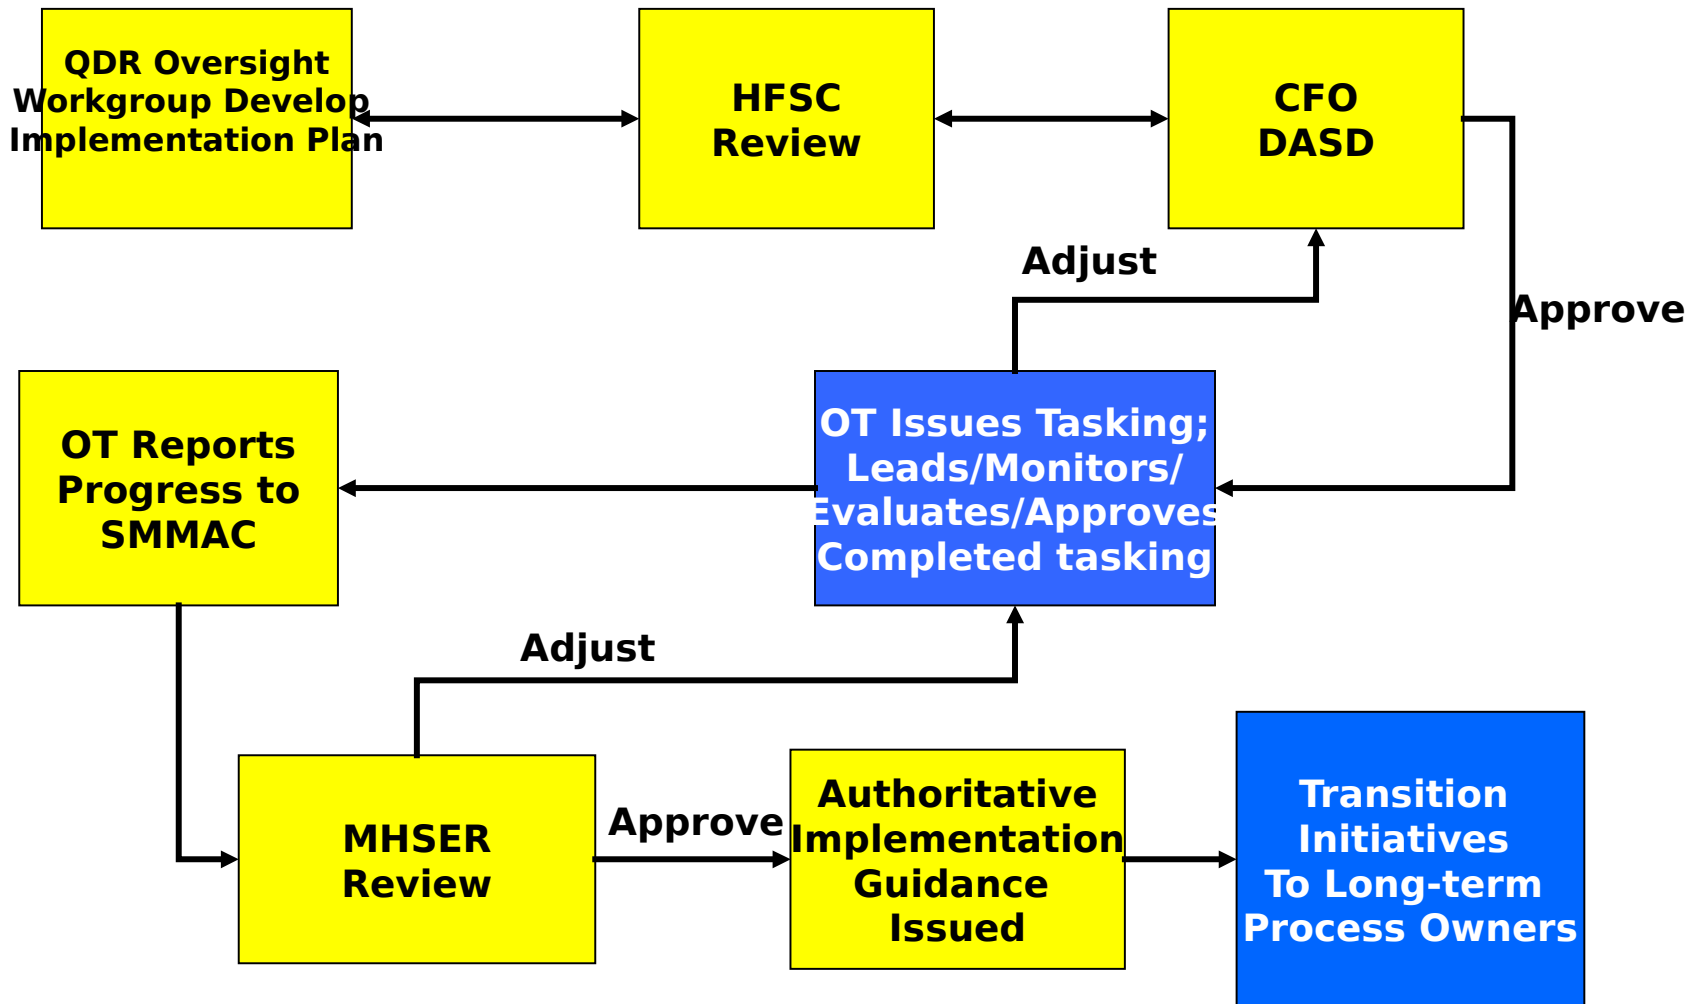 QDR Oversight
Workgroup Develop
Implementation Plan
HFSC
Review
CFO
DASD
Adjust
Approve
OT Reports
Progress to
SMMAC
OT Issues Tasking;
Leads/Monitors/
Evaluates/Approves
Completed tasking
Adjust
MHSER
Review
Approve
Authoritative
Implementation
Guidance
Issued
Transition
Initiatives
To Long-term
Process Owners